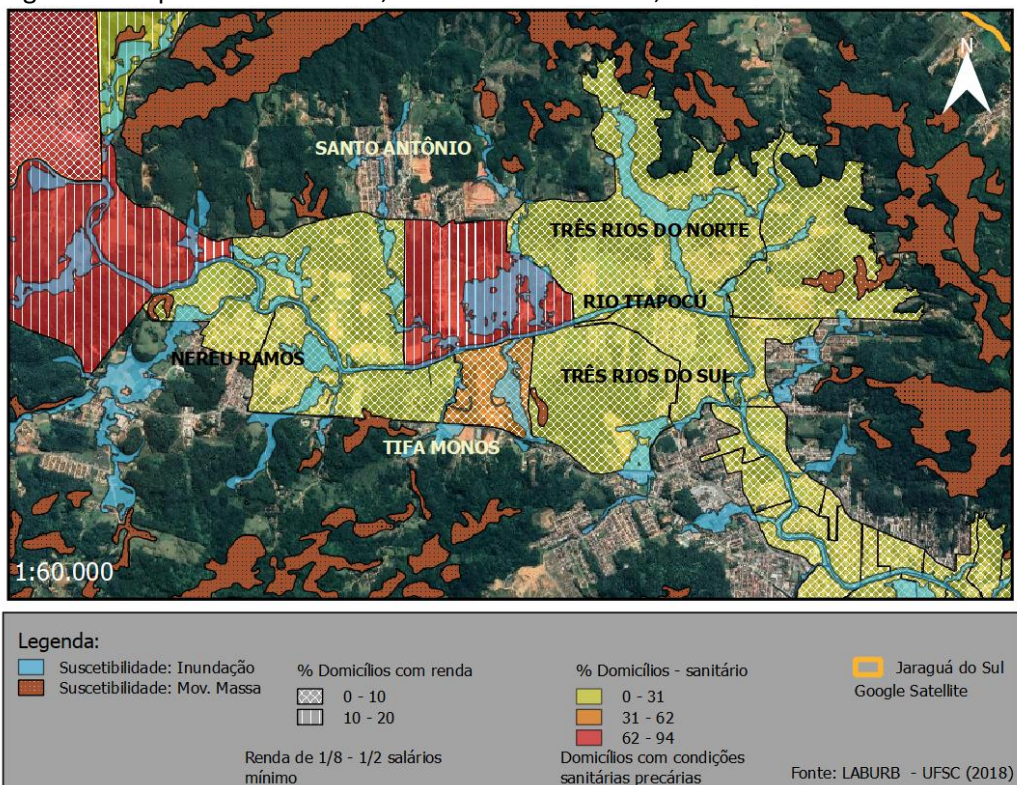 N
SANTO ANTÔNIO
TRÊS RIOS DO NORTE
RIO ITAPOCÚ
NEREU RAMOS
TRÊS RIOS DO SUL
TIFA MONOS
1:60.000
Legenda:
Suscetibilidade: Inundação
Suscetibilidade: Mov. Massa
% Domicílios com renda
0 - 10
10 - 20
Renda de 1/8 - 1/2 salários
mínimo
% Domicílios - sanitário
0 - 31
31 - 62
62 - 94
Domicílios com condições
sanitárias precárias
Jaraguá do Sul
Google Satellite
Fonte: LABURB - UFSC (2018)